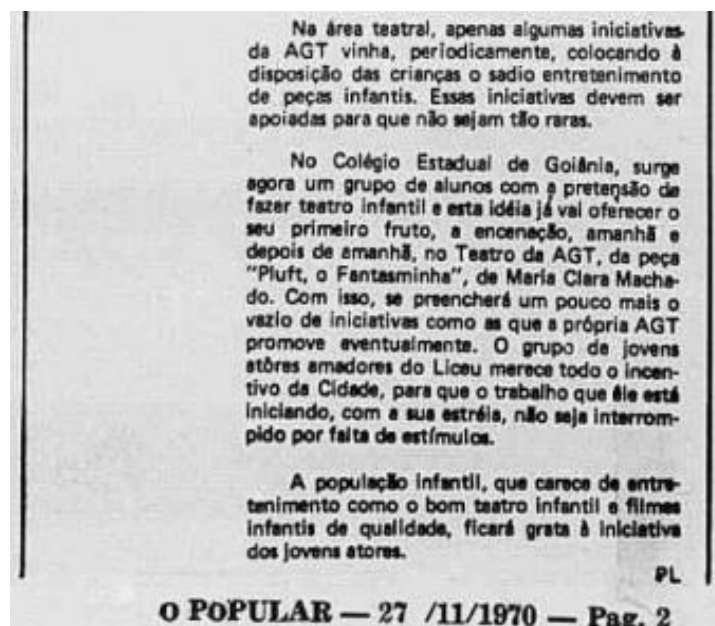 Na área teatral, apenas algumas iniciativas
da AGT vinha, periodicamente, colocando à
disposição das crianças o sadio entretenimento
de peças infantis. Essas iniciativas devem ser
apoiadas para que não sejam tão raras.
No Colégio Estadual de Goiânia, surge
agora um grupo de alunos com a pretensão de
fazer teatro infantil e esta idéia já vai oferecer o
seu primeiro fruto, a encenação, amanhã e
depois de amanhã, no Teatro da AGT, da peça
"Pluft, o Fantasminha", de Maria Clara Macha-
do. Com isso, se preencherá um pouco mais o
vazio de iniciativas como as que a própria AGT
promove eventualmente. O grupo de jovens
atôres amadores do Liceu merece todo o incen-
tivo da Cidade, para que o trabalho que êle está
iniciando, com a sua estréia, não seja interrom-
pido por falta de estímulos.
A população infantil, que carece de entre-
tenimento como o bom teatro infantil e filmes
infantis de qualidade, ficará grata à iniciativa
dos jovens atores.
PL
O POPULAR — 27 /11/1970 — Pag. 2